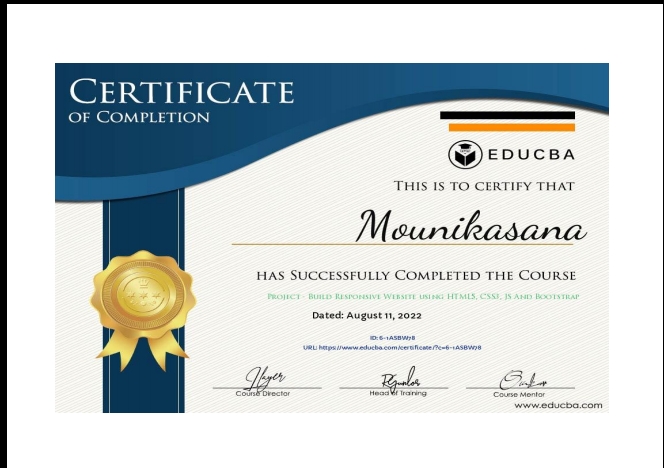 CERTIFICATE
OF COMPLETION
EDUCBA
THIS IS TO CERTIFY THAT
Mounikasana
HAS SUCCESSFULLY COMPLETED THE COURSE
PROJECT - BUILD RESPONSIVE WEBSITE USING HTML5, CSS3, JS AND BOOTSTRAP
Dated: August 11, 2022
ID: 6-1ASBW78
URL: https://www.educba.com/certificate/?c=6-1ASBW78
Course Director
Head of Training
Course Mentor
www.educba.com